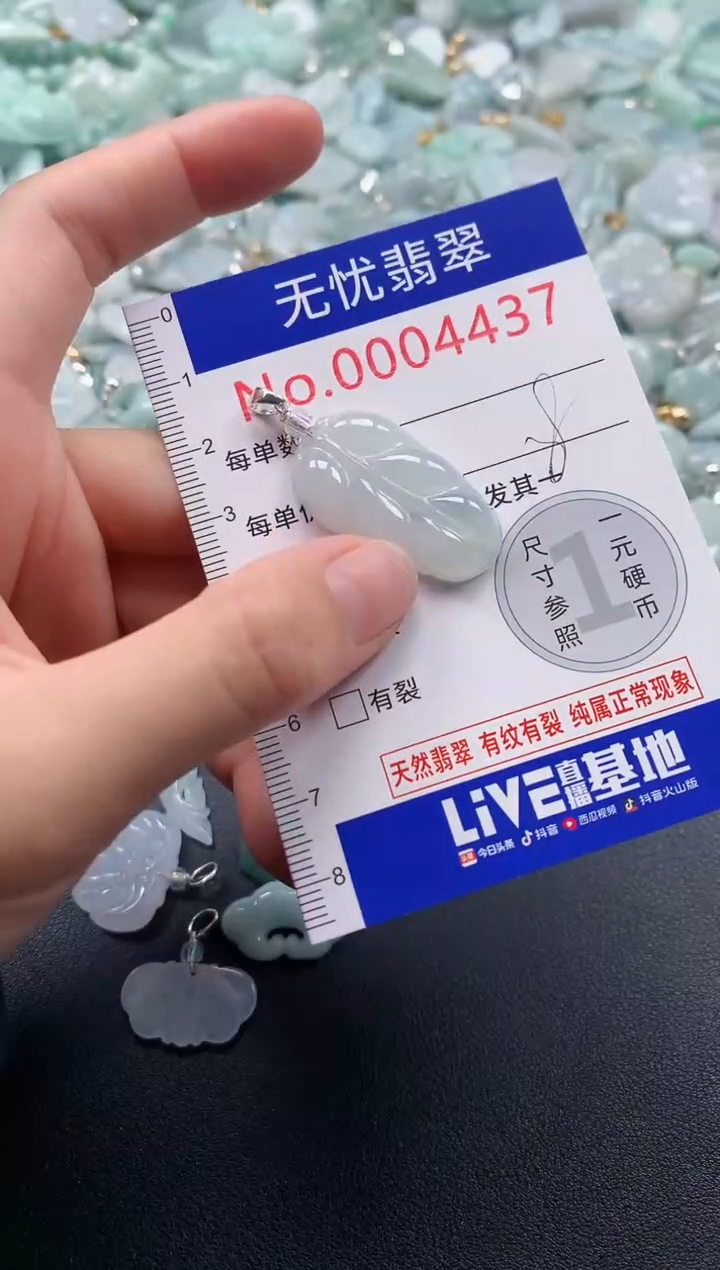 无忧翡翠
No.0004437
0
1
2
3
6
7
8
每单数
每单
发其一
尺寸参照
1
一元硬币
有裂
天然翡翠 有纹有裂 纯属正常现象
LiVE直播基地
头条 今日头条 抖音 西瓜视频 抖音火山版